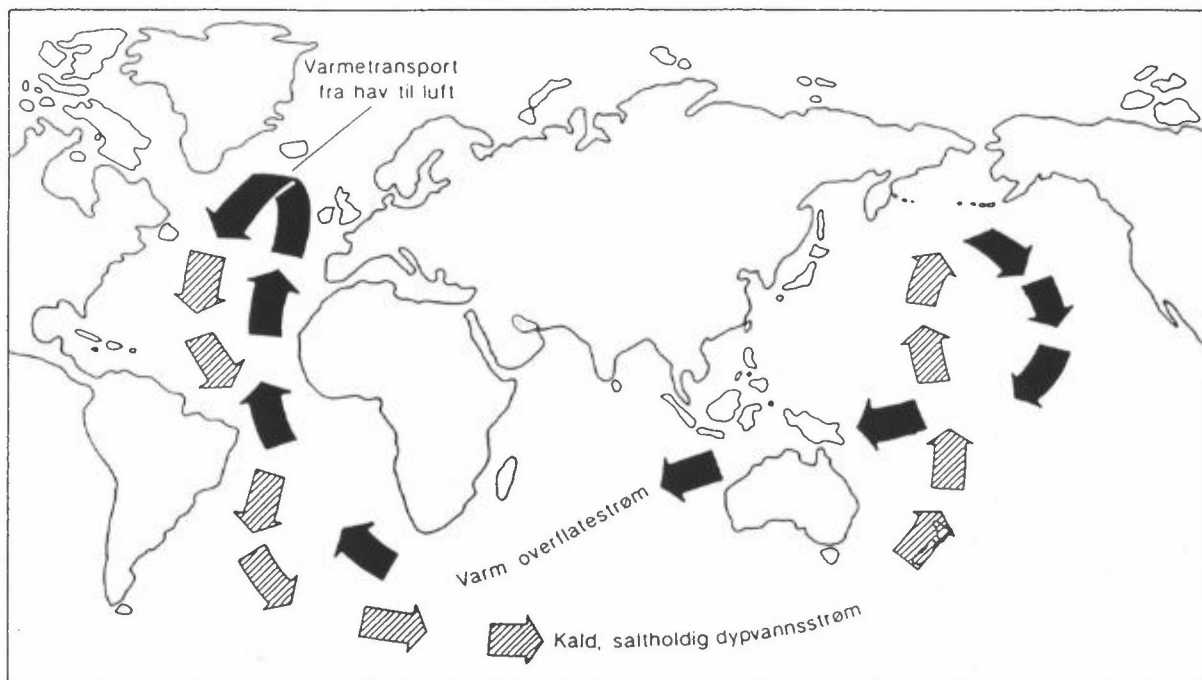 Varmetransport
fra hav til luft
Varm overflatestrøm
Kald, saltholdig dypvannsstrøm